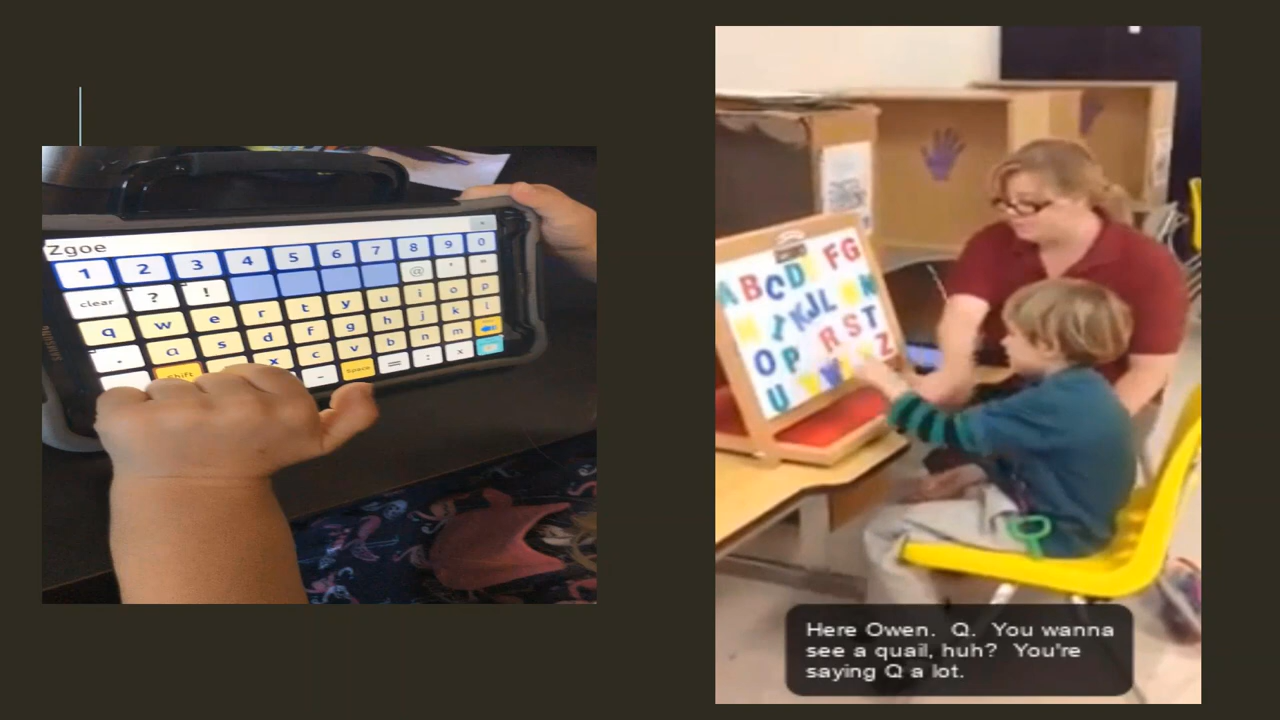 Zgoe
1 2 3 4 5 6 7 8 9 0
clear ? ! @ ' "
q w e r t y u i o p
. a s d f g h j k l
Shift x c v b n m
- Space = : x
A B C D F G
I K J L N
O P R S T
U V W Z
Here Owen. Q. You wanna
see a quail, huh? You're
saying Q a lot.